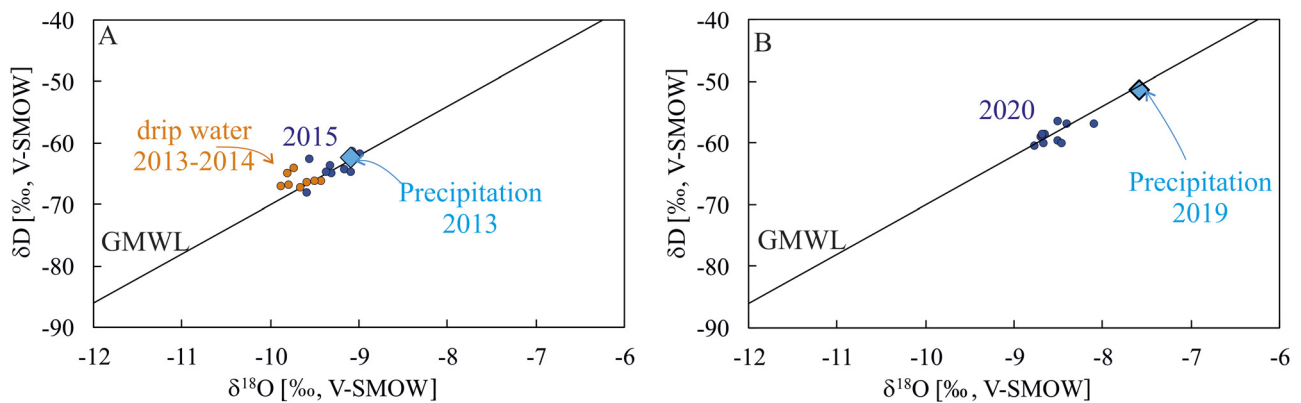 A
-40
-50
-60
-70
-80
-90
δD [‰, V-SMOW]
drip water
2013-2014
2015
Precipitation
2013
GMWL
-12
-11
-10
-9
-8
-7
-6
δ¹⁸O [‰, V-SMOW]
B
-40
-50
-60
-70
-80
-90
δD [‰, V-SMOW]
2020
Precipitation
2019
GMWL
-12
-11
-10
-9
-8
-7
-6
δ¹⁸O [‰, V-SMOW]